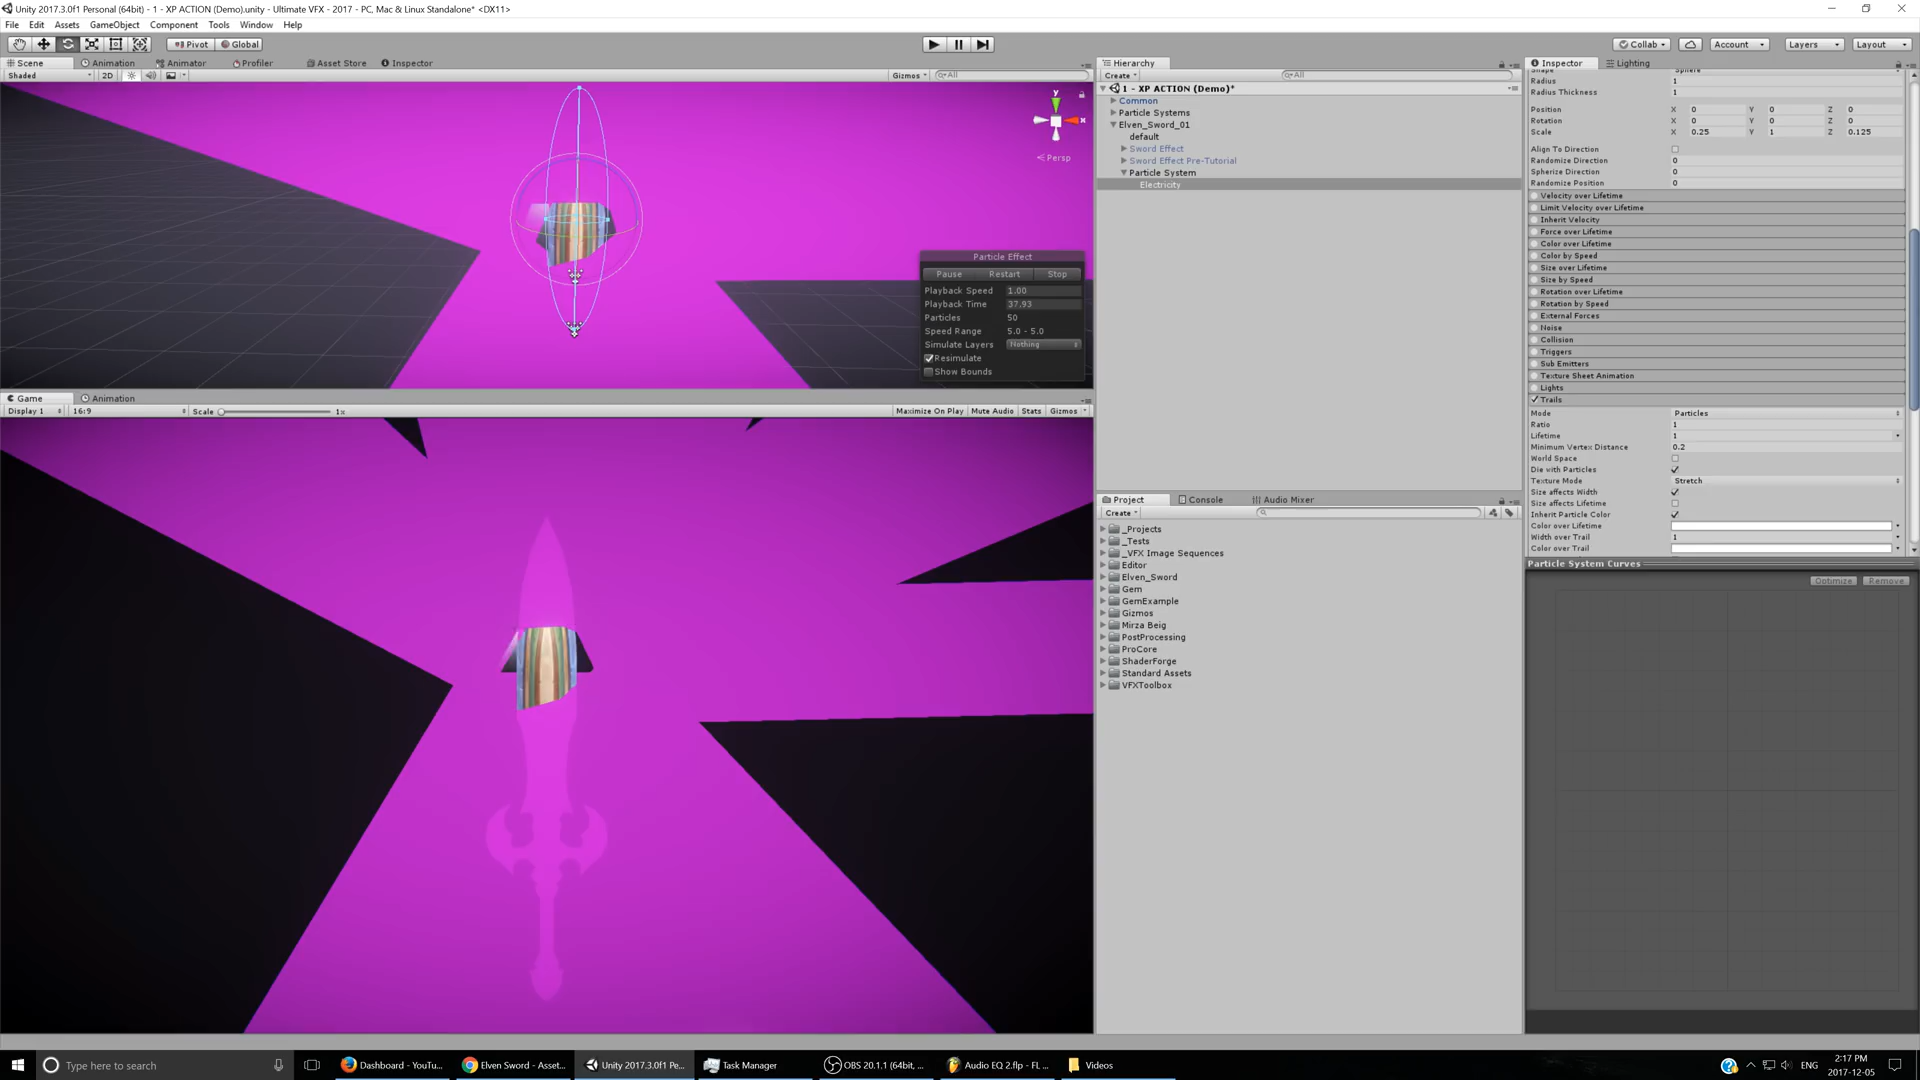 Unity 2017.3.0f1 Personal (64bit) - 1 - XP ACTION (Demo).unity - Ultimate VFX - 2017 - PC, Mac & Linux Standalone* <DX11>
File Edit Assets GameObject Component Tools Window Help
Pivot Global Collab Account Layers Layout
Scene Animation Animator Profiler Asset Store Inspector
Shaded 2D Gizmos All
y
x
Persp
Particle Effect
Pause Restart Stop
Playback Speed 1.00
Playback Time 37.93
Particles 50
Speed Range 5.0 - 5.0
Simulate Layers Nothing
Resimulate
Show Bounds
Game Animation
Display 1 16:9 Scale 1x Maximize On Play Mute Audio Stats Gizmos
Hierarchy
Create All
1 - XP ACTION (Demo)*
Common
Particle Systems
Elven_Sword_01
default
Sword Effect
Sword Effect Pre-Tutorial
Particle System
Electricity
Project Console Audio Mixer
Create
_Projects
_Tests
_VFX Image Sequences
Editor
Elven_Sword
Gem
GemExample
Gizmos
Mirza Beig
PostProcessing
ProCore
ShaderForge
Standard Assets
VFXToolbox
Inspector Lighting
Shape Sphere
Radius 1
Radius Thickness 1
Position X 0 Y 0 Z 0
Rotation X 0 Y 0 Z 0
Scale X 0.25 Y 1 Z 0.125
Align To Direction
Randomize Direction 0
Spherize Direction 0
Randomize Position 0
Velocity over Lifetime
Limit Velocity over Lifetime
Inherit Velocity
Force over Lifetime
Color over Lifetime
Color by Speed
Size over Lifetime
Size by Speed
Rotation over Lifetime
Rotation by Speed
External Forces
Noise
Collision
Triggers
Sub Emitters
Texture Sheet Animation
Lights
Trails
Mode Particles
Ratio 1
Lifetime 1
Minimum Vertex Distance 0.2
World Space
Die with Particles
Texture Mode Stretch
Size affects Width
Size affects Lifetime
Inherit Particle Color
Color over Lifetime
Width over Trail 1
Color over Trail
Particle System Curves
Optimize Remove
Type here to search Dashboard - YouTu... Elven Sword - Asset... Unity 2017.3.0f1 Pe... Task Manager OBS 20.1.1 (64bit, ... Audio EQ 2.flp - FL ... Videos ENG 2:17 PM
2017-12-05